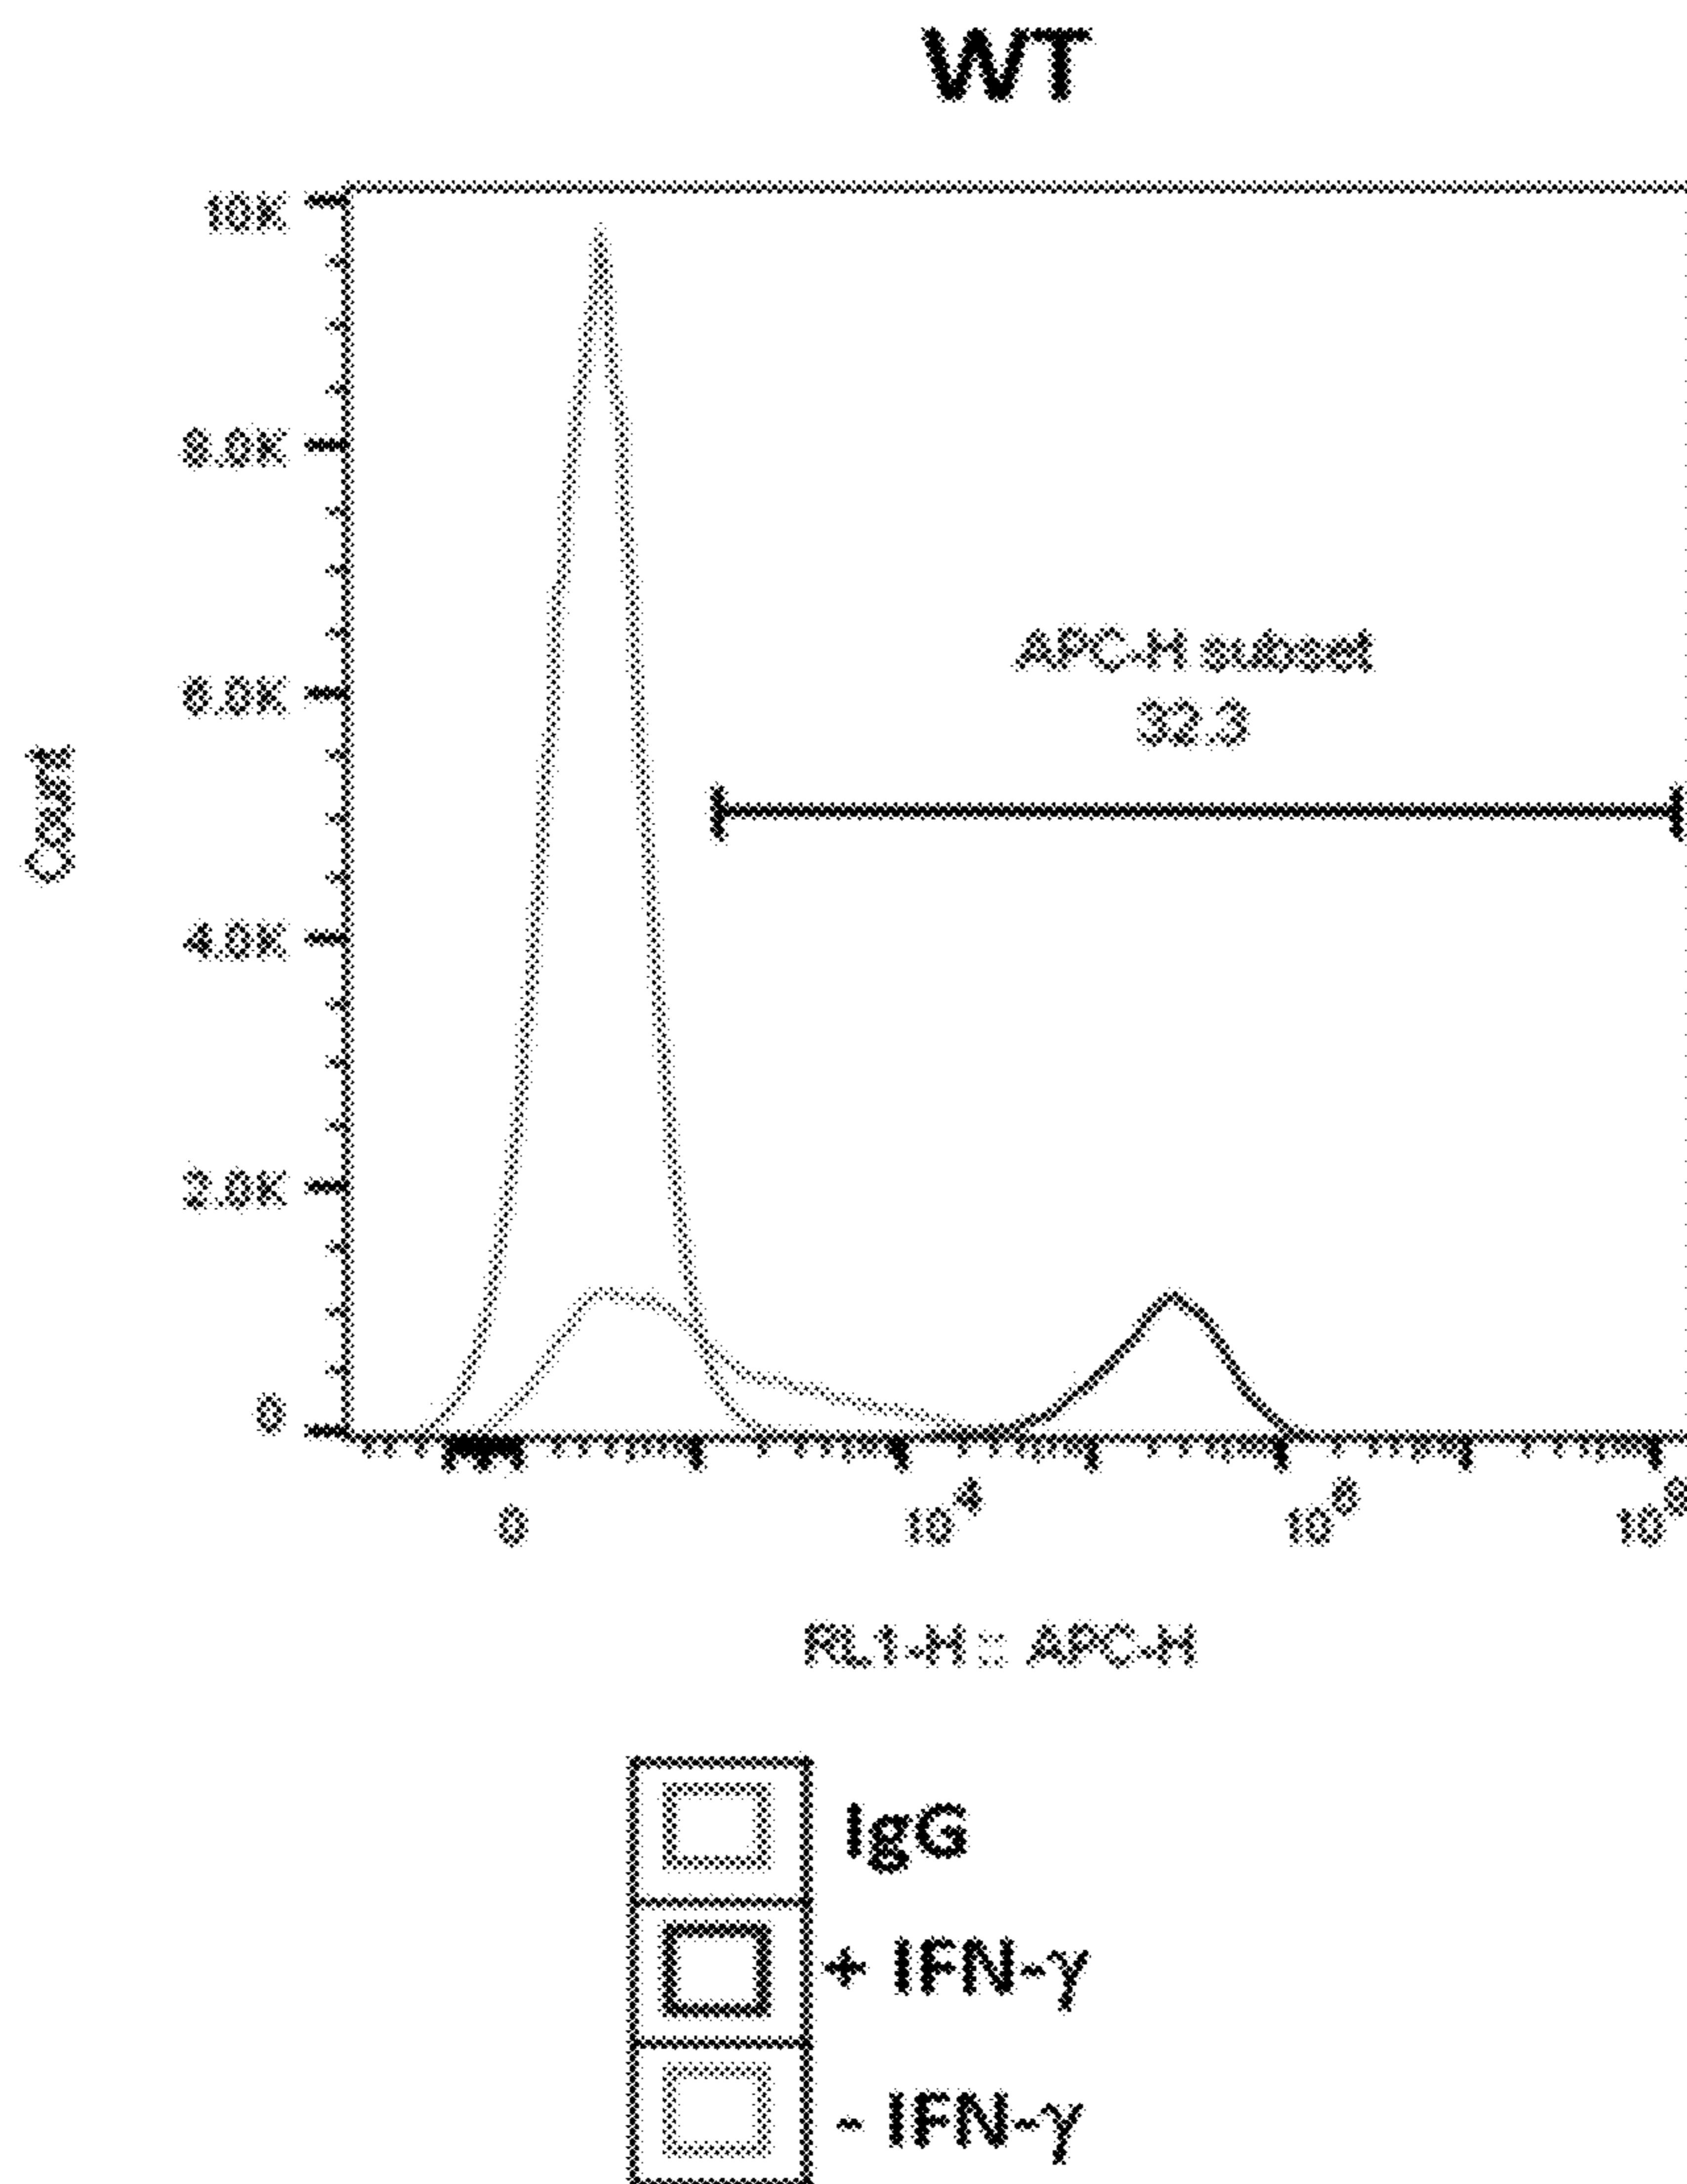 WT
10K
8.0K
6.0K
4.0K
2.0K
0
Count
APC-H subset
32.3
0
10^4
10
10
RL1-H :: APC-H
IgG
+ IFN-γ
- IFN-γ